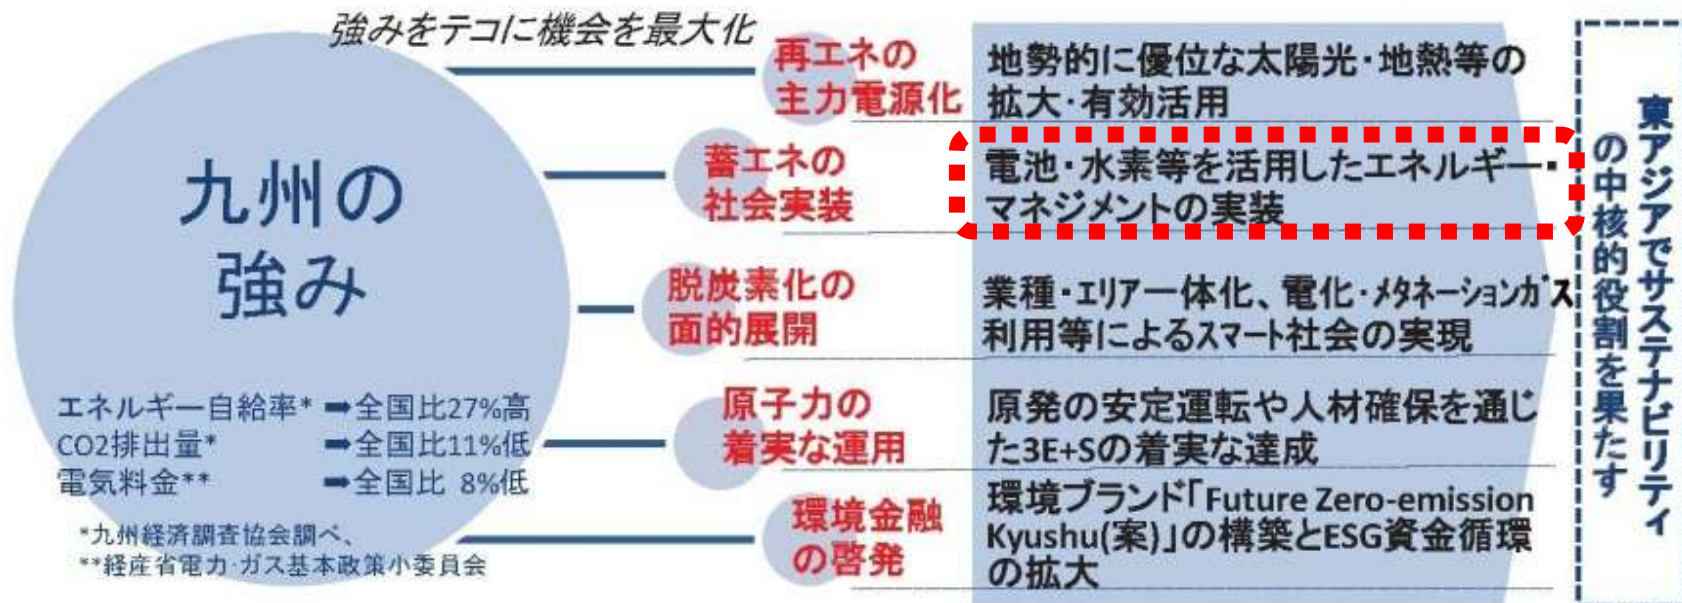 強みをテコに機会を最大化
九州の
強み
エネルギー自給率* ➡全国比27%高
CO2排出量* ➡全国比11%低
電気料金** ➡全国比 8%低
*九州経済調査協会調べ、
**経産省電力・ガス基本政策小委員会
再エネの
主力電源化
地勢的に優位な太陽光・地熱等の
拡大・有効活用
蓄エネの
社会実装
電池・水素等を活用したエネルギー・
マネジメントの実装
脱炭素化の
面的展開
業種・エリア一体化、電化・メタネーションガス
利用等によるスマート社会の実現
原子力の
着実な運用
原発の安定運転や人材確保を通じ
た3E+Sの着実な達成
環境金融
の啓発
環境ブランド「Future Zero-emission
Kyushu(案)」の構築とESG資金循環
の拡大
東アジアでサステナビリティ
の中核的役割を果たす